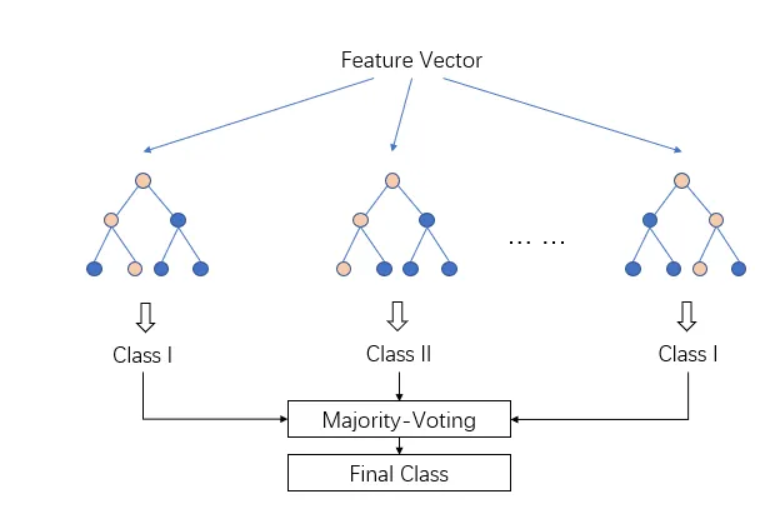 Feature Vector
... ...
Class I
Class II
Class I
Majority-Voting
Final Class